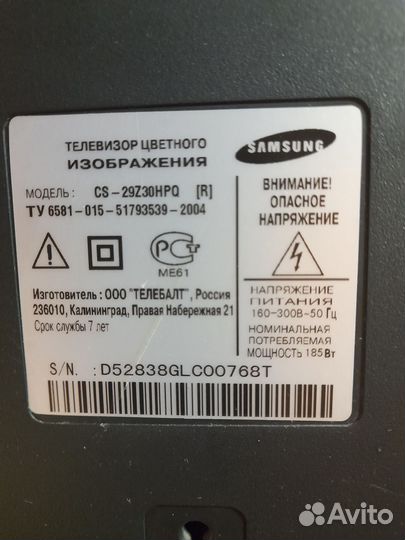 ТЕЛЕВИЗОР ЦВЕТНОГО
ИЗОБРАЖЕНИЯ
SAMSUNG
МОДЕЛЬ: CS-29Z30HPQ [R]
ТУ 6581-015-51793539-2004
ВНИМАНИЕ!
ОПАСНОЕ
НАПРЯЖЕНИЕ
РСТ
МЕ61
Изготовитель: ООО "ТЕЛЕБАЛТ", Россия
236010, Калининград, Правая Набережная 21
Срок службы 7 лет
НАПРЯЖЕНИЕ
ПИТАНИЯ
160-300В~50 Гц
НОМИНАЛЬНАЯ
ПОТРЕБЛЯЕМАЯ
МОЩНОСТЬ 185Вт
S/N. :D52838GLC00768T
Avito